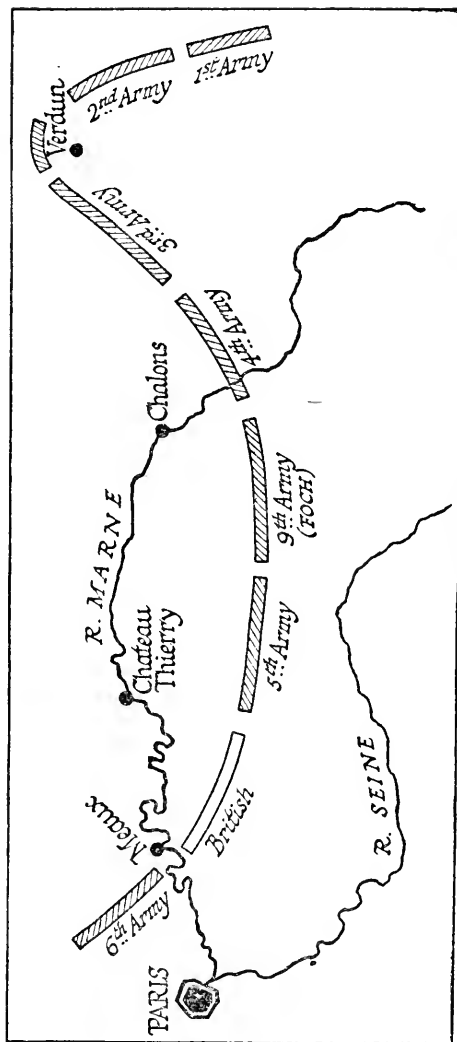 Verdun
2nd Army
1st Army
3rd Army
4th Army
Chalons
R. MARNE
9th Army
(FOCH)
Chateau
Thierry
5th Army
Meaux
British
6th Army
R. SEINE
PARIS